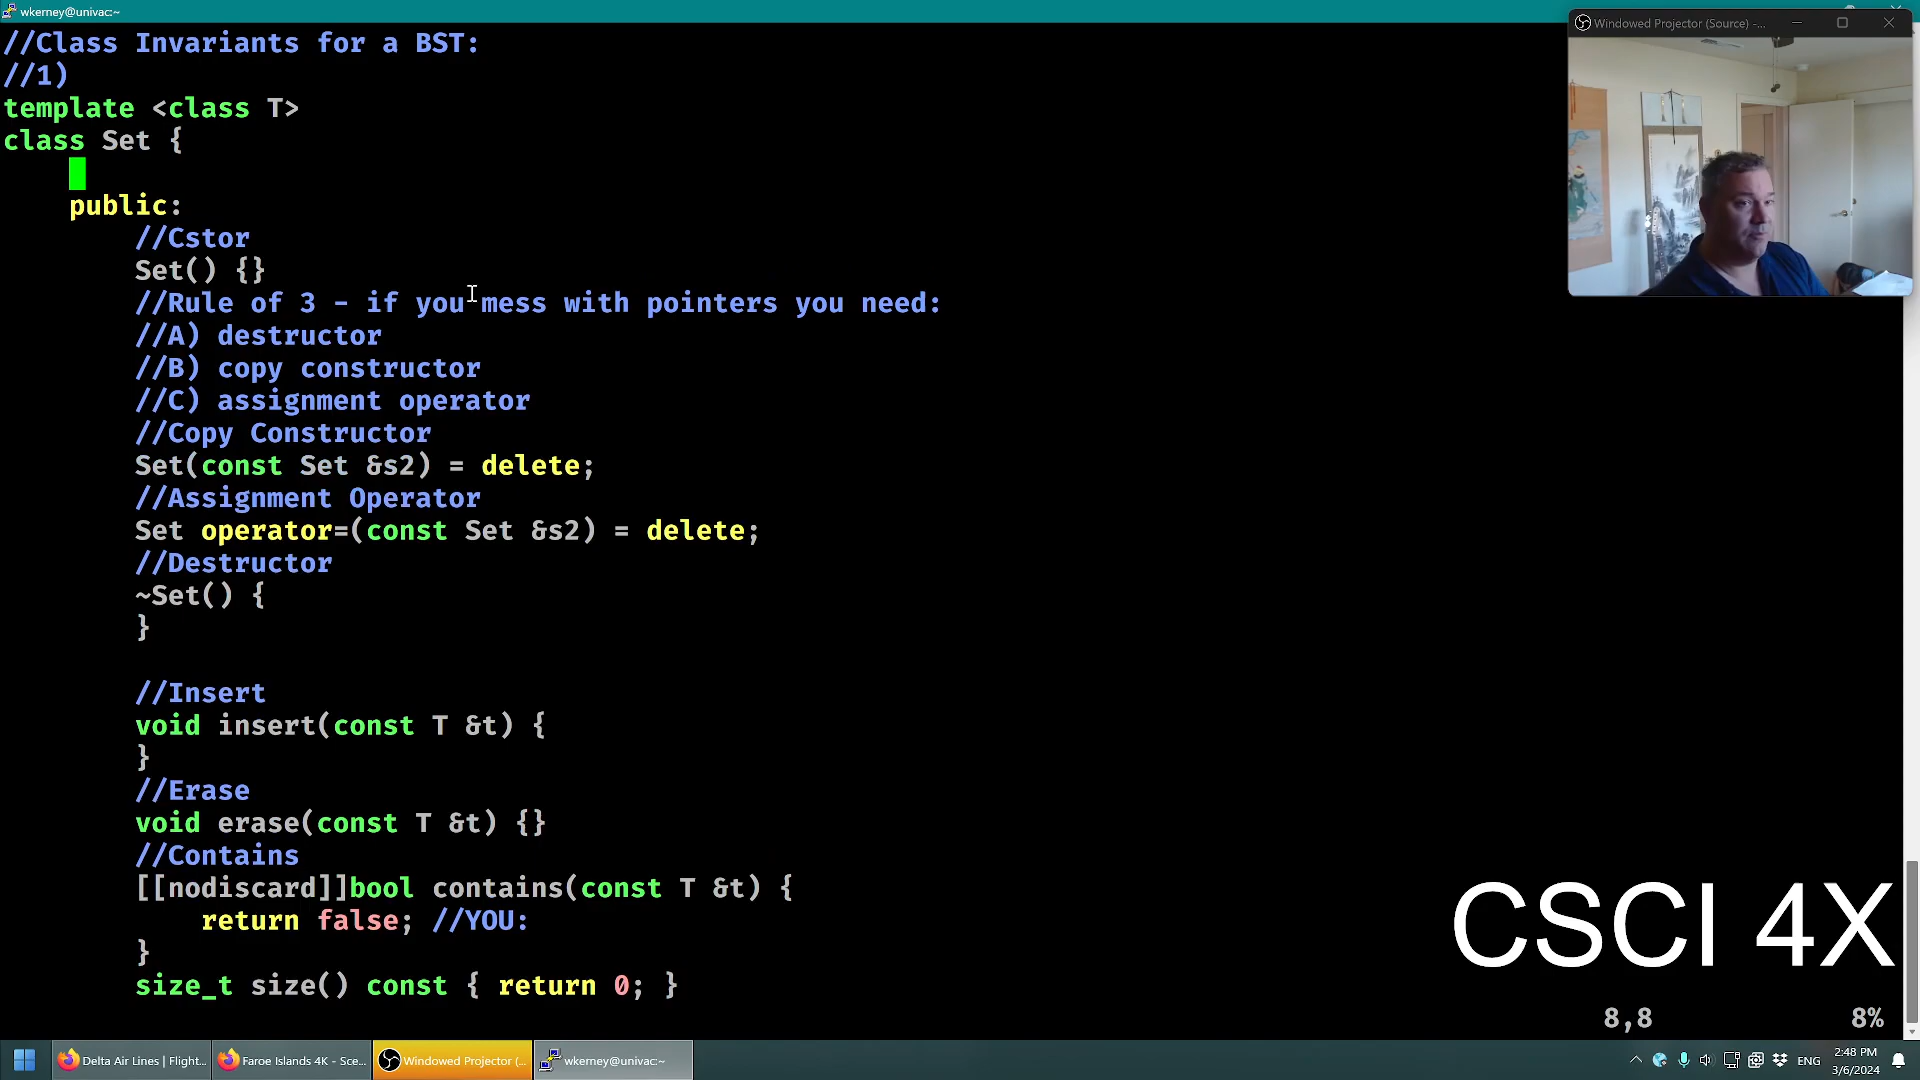 wkerney@univac:~
Windowed Projector (Source) -...
//Class Invariants for a BST:
//1)
template <class T>
class Set {
public:
//Cstor
Set() {}
//Rule of 3 - if you mess with pointers you need:
//A) destructor
//B) copy constructor
//C) assignment operator
//Copy Constructor
Set(const Set &s2) = delete;
//Assignment Operator
Set operator=(const Set &s2) = delete;
//Destructor
~Set() {
}
//Insert
void insert(const T &t) {
}
//Erase
void erase(const T &t) {}
//Contains
[[nodiscard]]bool contains(const T &t) {
return false; //YOU:
}
size_t size() const { return 0; }
CSCI 4X
8,8 8%
Delta Air Lines | Flight... Faroe Islands 4K - Sce... Windowed Projector (... wkerney@univac:~ ENG 2:48 PM
3/6/2024